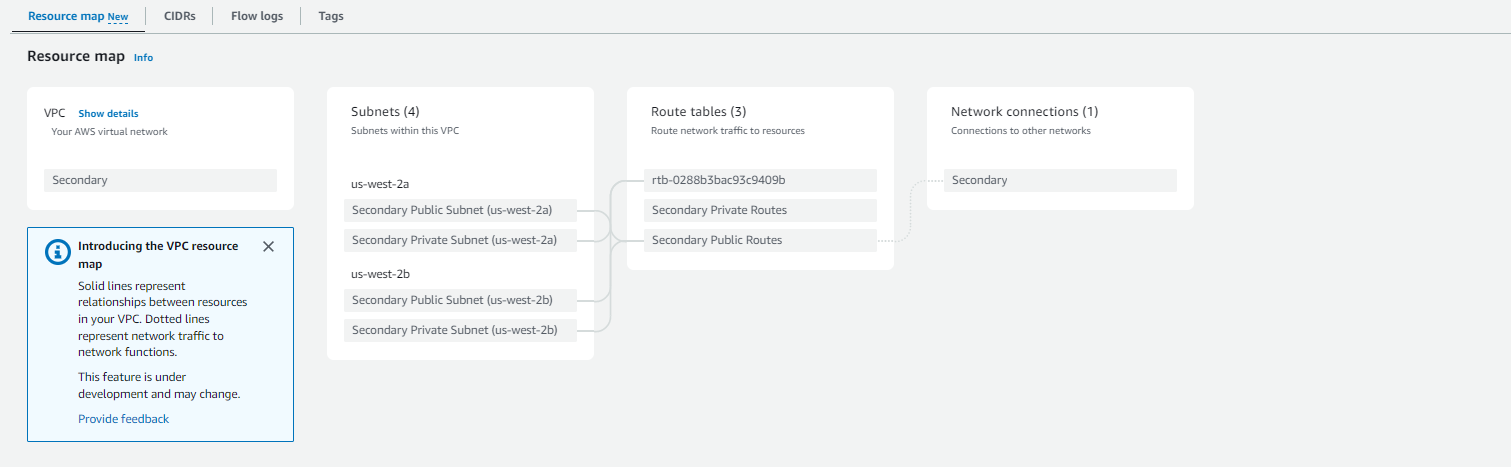 Resource map New
CIDRs
Flow logs
Tags
Resource map Info
VPC Show details
Your AWS virtual network
Secondary
Introducing the VPC resource
map
Solid lines represent
relationships between resources
in your VPC. Dotted lines
represent network traffic to
network functions.
This feature is under
development and may change.
Provide feedback
Subnets (4)
Subnets within this VPC
us-west-2a
Secondary Public Subnet (us-west-2a)
Secondary Private Subnet (us-west-2a)
us-west-2b
Secondary Public Subnet (us-west-2b)
Secondary Private Subnet (us-west-2b)
Route tables (3)
Route network traffic to resources
rtb-0288b3bac93c9409b
Secondary Private Routes
Secondary Public Routes
Network connections (1)
Connections to other networks
Secondary